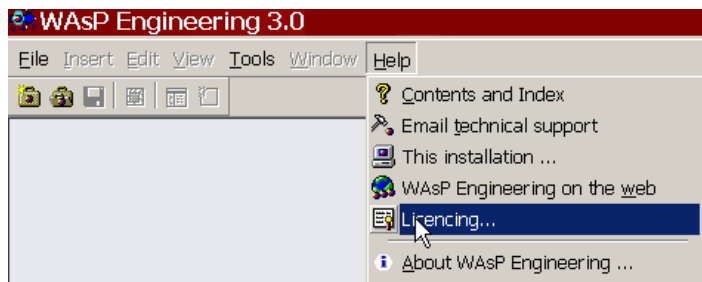 WAsP Engineering 3.0
File Insert Edit View Tools Window Help
Contents and Index
Email technical support
This installation ...
WAsP Engineering on the web
Licencing...
About WAsP Engineering ...